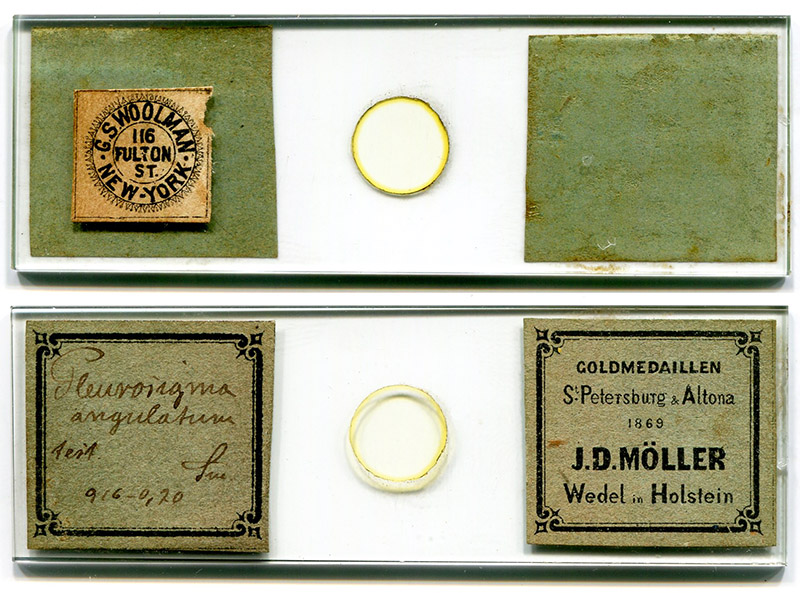 G.S WOOLMAN
116
FULTON
ST.
NEW-YORK
Pleurosigma
angulatum
test
916-0,20
GOLDMEDAILLEN
St. Petersburg & Altona
1869
J.D.MÖLLER
Wedel in Holstein